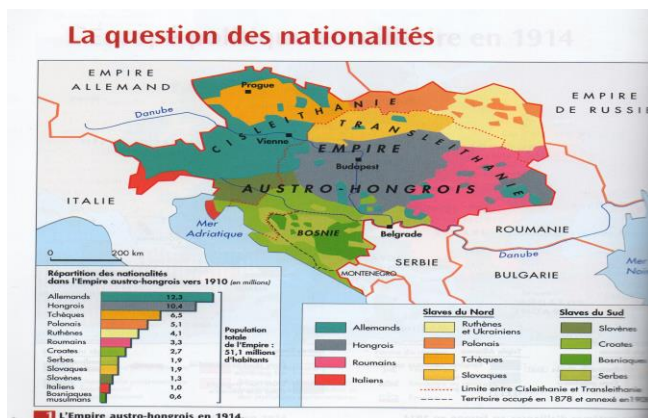 La question des nationalités
EMPIRE
ALLEMAND
EMPIRE
DE RUSSIE
Prague
Danube
Vienne
CISLEITHANIE
TRANSLEITHANIE
EMPIRE
Budapest
AUSTRO-HONGROIS
ITALIE
Mer
Adriatique
BOSNIE
Belgrade
ROUMANIE
SERBIE
Danube
MONTENEGRO
BULGARIE
Mer
Noire
0 200 km
Répartition des nationalités
dans l'Empire austro-hongrois vers 1910 (en millions)
Allemands 12,3
Hongrois 10,4
Tchèques 6,5
Polonais 5,1
Ruthènes 4,1
Roumains 3,3
Croates 2,7
Serbes 1,9
Slovaques 1,9
Slovènes 1,3
Italiens 1,0
Bosniaques
musulmans 0,6
Population
totale
de l'Empire :
51,1 millions
d'habitants
Allemands
Hongrois
Roumains
Italiens
Slaves du Nord
Ruthènes
et Ukrainiens
Polonais
Tchèques
Slovaques
Slaves du Sud
Slovènes
Croates
Bosniaques
Serbes
Limite entre Cisleithanie et Transleithanie
Territoire occupé en 1878 et annexé en 1908
1 L'Empire austro-hongrois en 1914.